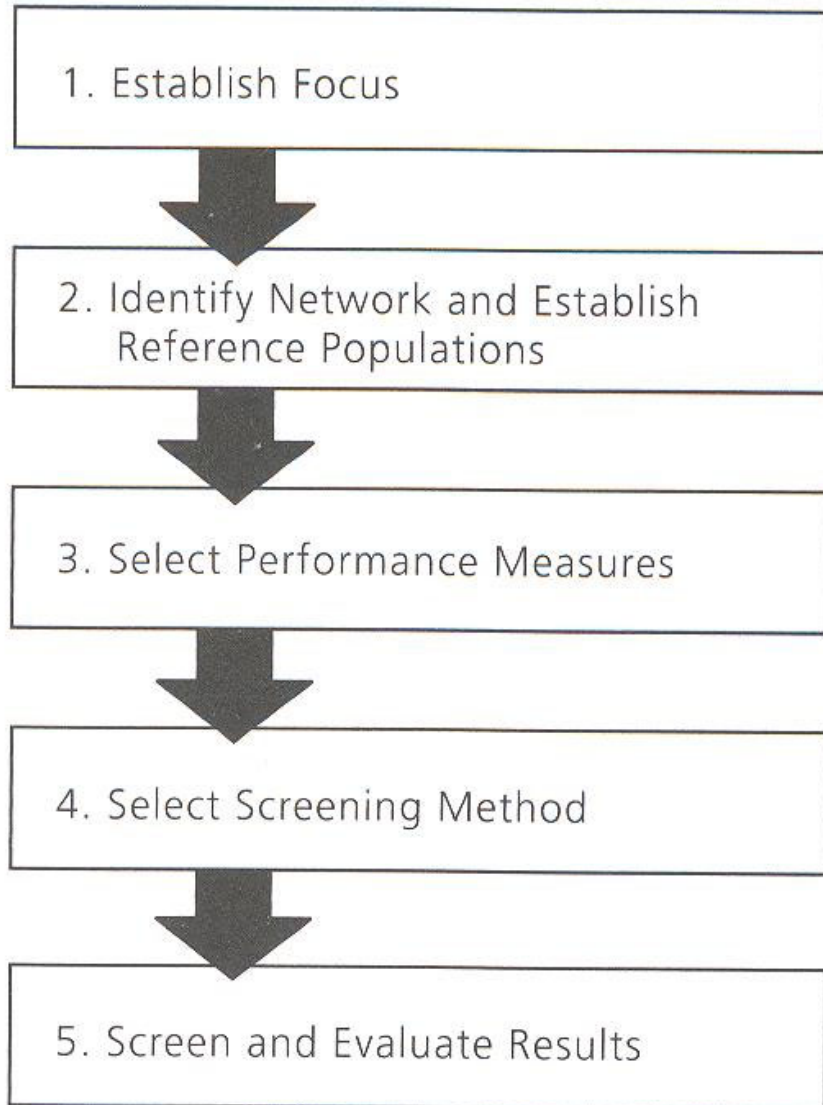 1. Establish Focus
2. Identify Network and Establish
Reference Populations
3. Select Performance Measures
4. Select Screening Method
5. Screen and Evaluate Results